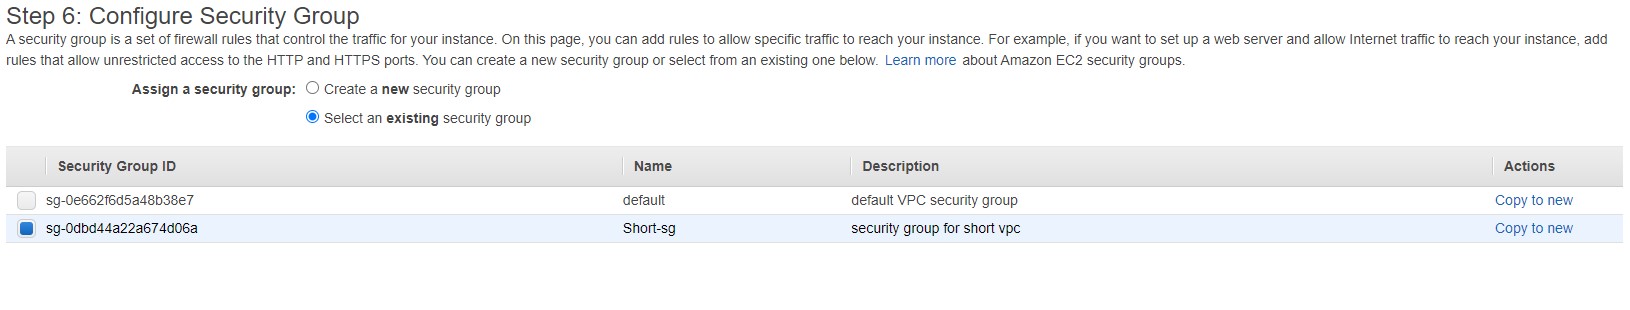 Step 6: Configure Security Group
A security group is a set of firewall rules that control the traffic for your instance. On this page, you can add rules to allow specific traffic to reach your instance. For example, if you want to set up a web server and allow Internet traffic to reach your instance, add
rules that allow unrestricted access to the HTTP and HTTPS ports. You can create a new security group or select from an existing one below. Learn more about Amazon EC2 security groups.
Assign a security group: Create a new security group
Select an existing security group
Security Group ID Name Description Actions
sg-0e662f6d5a48b38e7 default default VPC security group Copy to new
sg-0dbd44a22a674d06a Short-sg security group for short vpc Copy to new